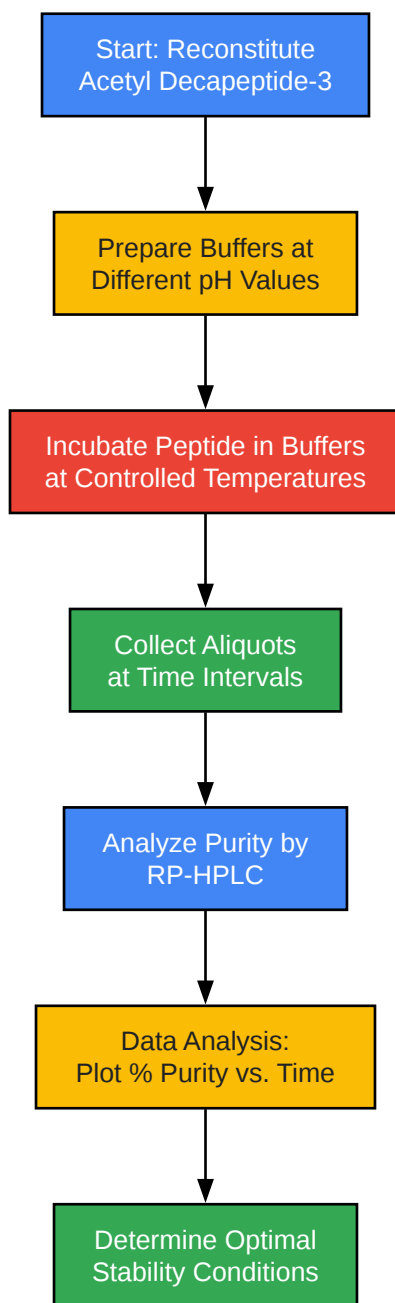 Start: Reconstitute
Acetyl Decapeptide-3
Prepare Buffers at
Different pH Values
Incubate Peptide in Buffers
at Controlled Temperatures
Collect Aliquots
at Time Intervals
Analyze Purity by
RP-HPLC
Data Analysis:
Plot % Purity vs. Time
Determine Optimal
Stability Conditions